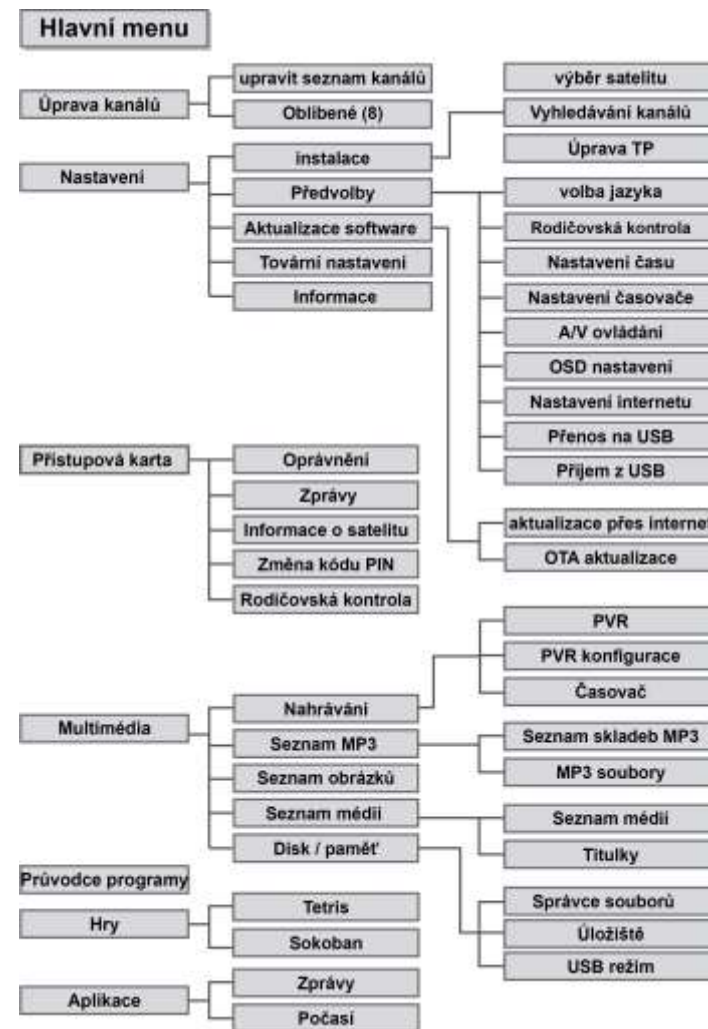 Hlavní menu
Úprava kanálů
upravit seznam kanálů
Oblíbené (8)
Nastavení
instalace
výběr satelitu
Vyhledávání kanálů
Úprava TP
Předvolby
volba jazyka
Rodičovská kontrola
Nastavení času
Nastavení časovače
A/V ovládání
OSD nastavení
Nastavení internetu
Přenos na USB
Příjem z USB
Aktualizace software
aktualizace přes internet
OTA aktualizace
Tovární nastavení
Informace
Přístupová karta
Oprávnění
Zprávy
Informace o satelitu
Změna kódu PIN
Rodičovská kontrola
Multimédia
Nahrávání
PVR
PVR konfigurace
Časovač
Seznam MP3
Seznam skladeb MP3
MP3 soubory
Seznam obrázků
Seznam médií
Seznam médií
Titulky
Disk / paměť
Správce souborů
Úložiště
USB režim
Průvodce programy
Hry
Tetris
Sokoban
Aplikace
Zprávy
Počasí